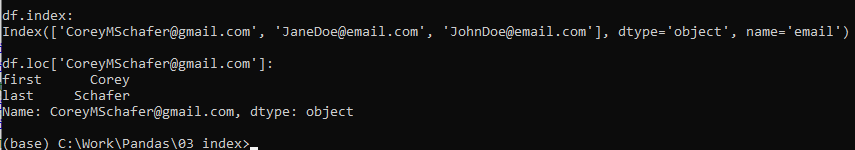 df.index:
Index(['CoreyMSchafer@gmail.com', 'JaneDoe@email.com', 'JohnDoe@email.com'], dtype='object', name='email')
df.loc['CoreyMSchafer@gmail.com']:
first      Corey
last     Schafer
Name: CoreyMSchafer@gmail.com, dtype: object
(base) C:\Work\Pandas\03 index>